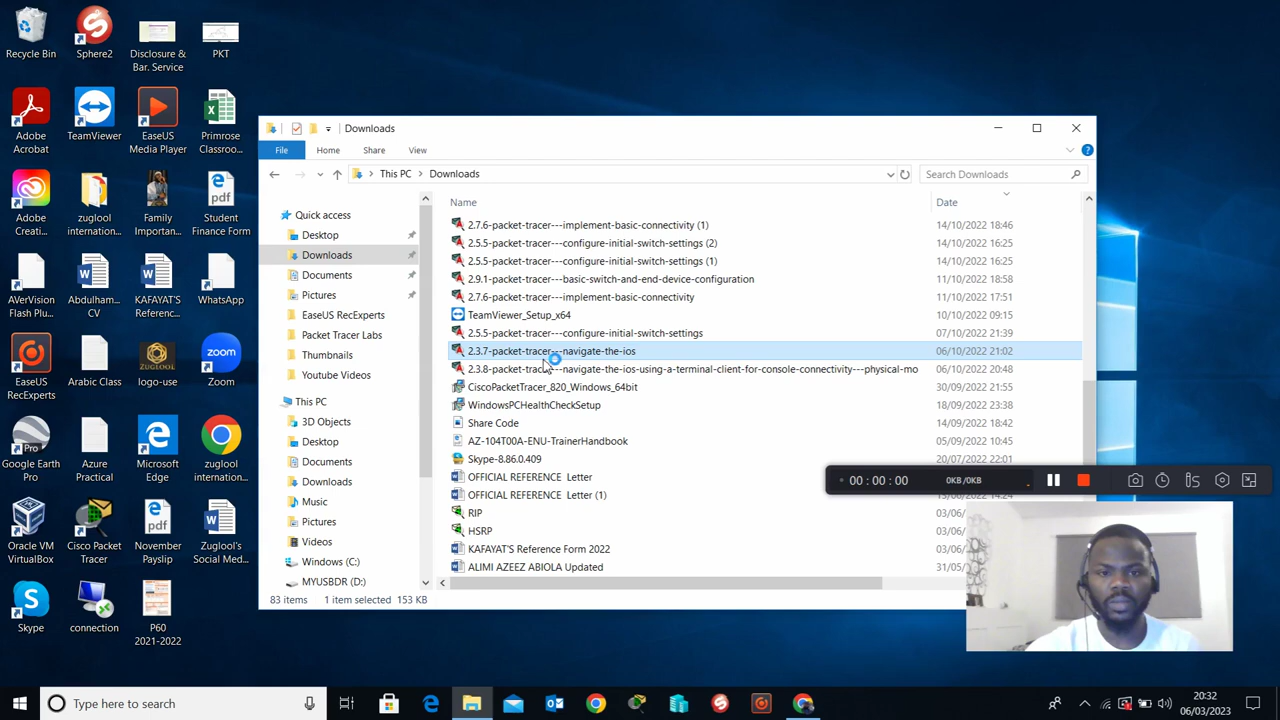 Recycle Bin
Sphere2
Disclosure &
Bar. Service
PKT
Adobe
Acrobat
TeamViewer
EaseUS
Media Player
Primrose
Classroo...
Adobe
Creati...
zuglool
internation...
Family
Importan...
Student
Finance Form
AVerVision
Flash Plu...
Abdulham...
CV
KAFAYAT'S
Referenc...
WhatsApp
EaseUS
RecExperts
Arabic Class
logo-use
Zoom
Google Earth
Pro
Azure
Practical
Microsoft
Edge
zuglool
internation...
Oracle VM
VirtualBox
Cisco Packet
Tracer
November
Payslip
Zuglool's
Social Med...
Skype
connection
P60
2021-2022
Downloads
File
Home
Share
View
This PC
Downloads
Search Downloads
Quick access
Desktop
Downloads
Documents
Pictures
EaseUS RecExperts
Packet Tracer Labs
Thumbnails
Youtube Videos
This PC
3D Objects
Desktop
Documents
Downloads
Music
Pictures
Videos
Windows (C:)
MYUSBDR (D:)
Name
Date
2.7.6-packet-tracer---implement-basic-connectivity (1)
14/10/2022 18:46
2.5.5-packet-tracer---configure-initial-switch-settings (2)
14/10/2022 16:25
2.5.5-packet-tracer---configure-initial-switch-settings (1)
14/10/2022 16:25
2.9.1-packet-tracer---basic-switch-and-end-device-configuration
11/10/2022 18:58
2.7.6-packet-tracer---implement-basic-connectivity
11/10/2022 17:51
TeamViewer_Setup_x64
10/10/2022 09:15
2.5.5-packet-tracer---configure-initial-switch-settings
07/10/2022 21:39
2.3.7-packet-tracer---navigate-the-ios
06/10/2022 21:02
2.3.8-packet-tracer---navigate-the-ios-using-a-terminal-client-for-console-connectivity---physical-mo
06/10/2022 20:48
CiscoPacketTracer_820_Windows_64bit
30/09/2022 21:55
WindowsPCHealthCheckSetup
18/09/2022 23:38
Share Code
14/09/2022 18:42
AZ-104T00A-ENU-TrainerHandbook
05/09/2022 10:45
Skype-8.86.0.409
20/07/2022 22:01
OFFICIAL REFERENCE Letter
OFFICIAL REFERENCE Letter (1)
RIP
03/06
HSRP
03/06
KAFAYAT'S Reference Form 2022
03/06
ALIMI AZEEZ ABIOLA Updated
31/05
83 items
1 item selected
153 KB
00 : 00 : 00
0KB /0KB
Type here to search
20:32
06/03/2023